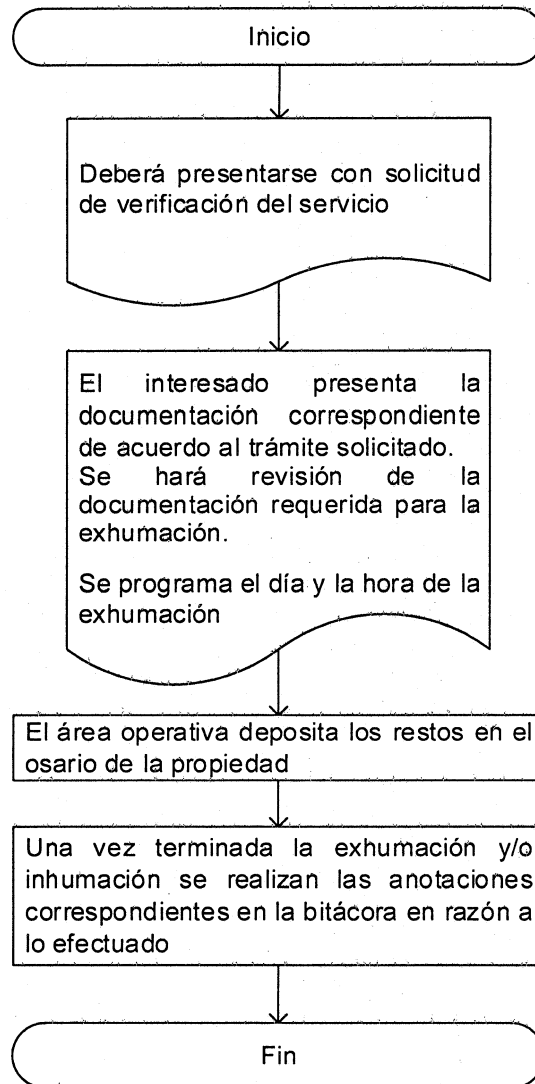 Inicio
Deberá presentarse con solicitud
de verificación del servicio
El interesado presenta la
documentación correspondiente
de acuerdo al trámite solicitado.
Se hará revisión de la
documentación requerida para la
exhumación.
Se programa el día y la hora de la
exhumación
El área operativa deposita los restos en el
osario de la propiedad
Una vez terminada la exhumación y/o
inhumación se realizan las anotaciones
correspondientes en la bitácora en razón a
lo efectuado
Fin